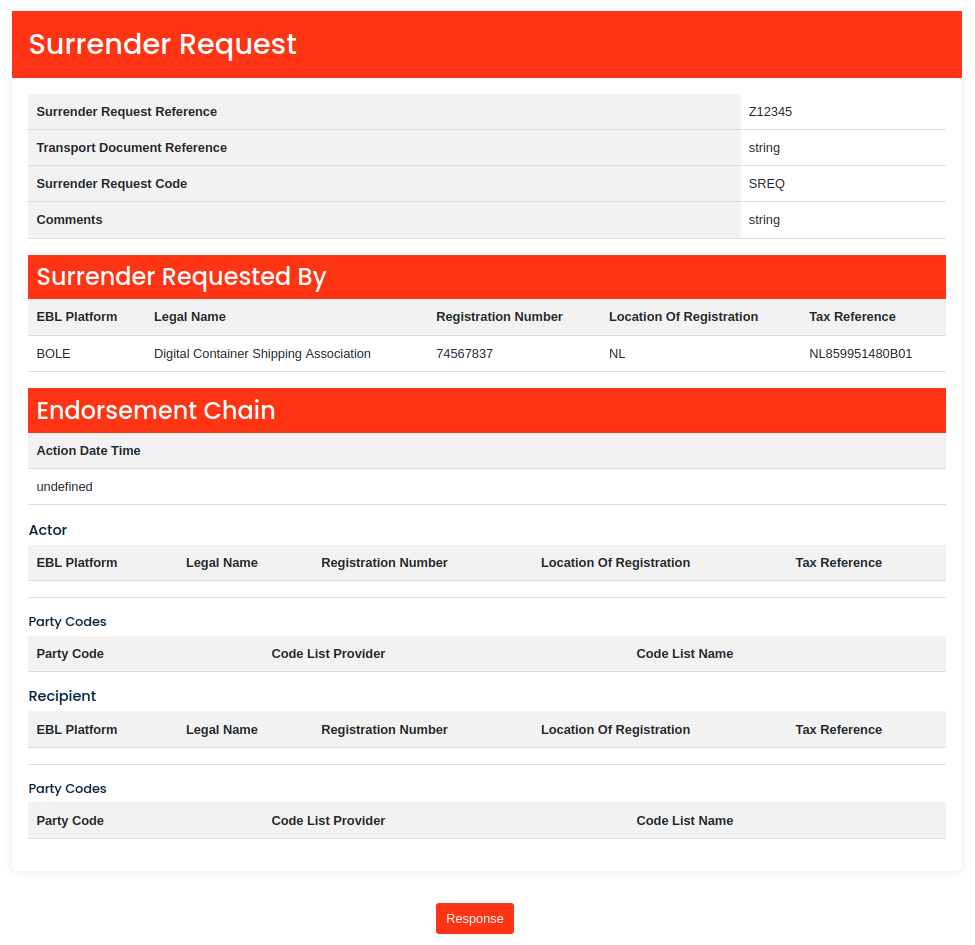 Surrender Request
Surrender Request Reference Z12345
Transport Document Reference string
Surrender Request Code SREQ
Comments string
Surrender Requested By
EBL Platform Legal Name Registration Number Location Of Registration Tax Reference
BOLE Digital Container Shipping Association 74567837 NL NL859951480B01
Endorsement Chain
Action Date Time
undefined
Actor
EBL Platform Legal Name Registration Number Location Of Registration Tax Reference
Party Codes
Party Code Code List Provider Code List Name
Recipient
EBL Platform Legal Name Registration Number Location Of Registration Tax Reference
Party Codes
Party Code Code List Provider Code List Name
Response